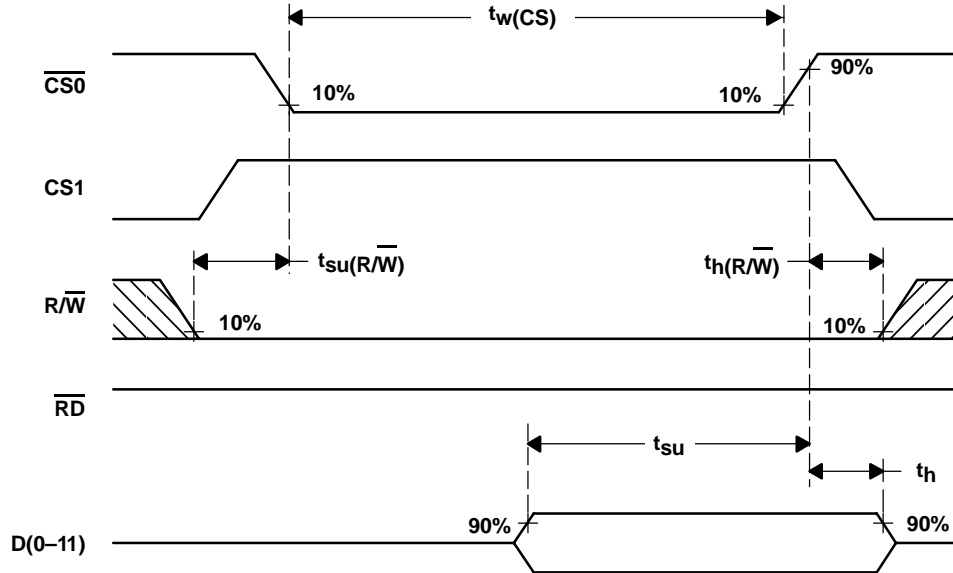 tw(CS)
CS0
10%
10%
90%
CS1
tsu(R/W)
th(R/W)
R/W
10%
10%
RD
tsu
th
90%
90%
D(0–11)